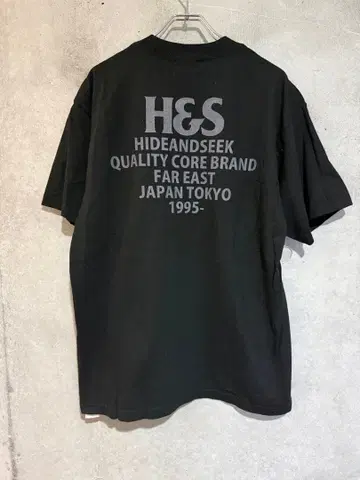 H&S
HIDEANDSEEK
QUALITY CORE BRAND
FAR EAST
JAPAN TOKYO
1995-